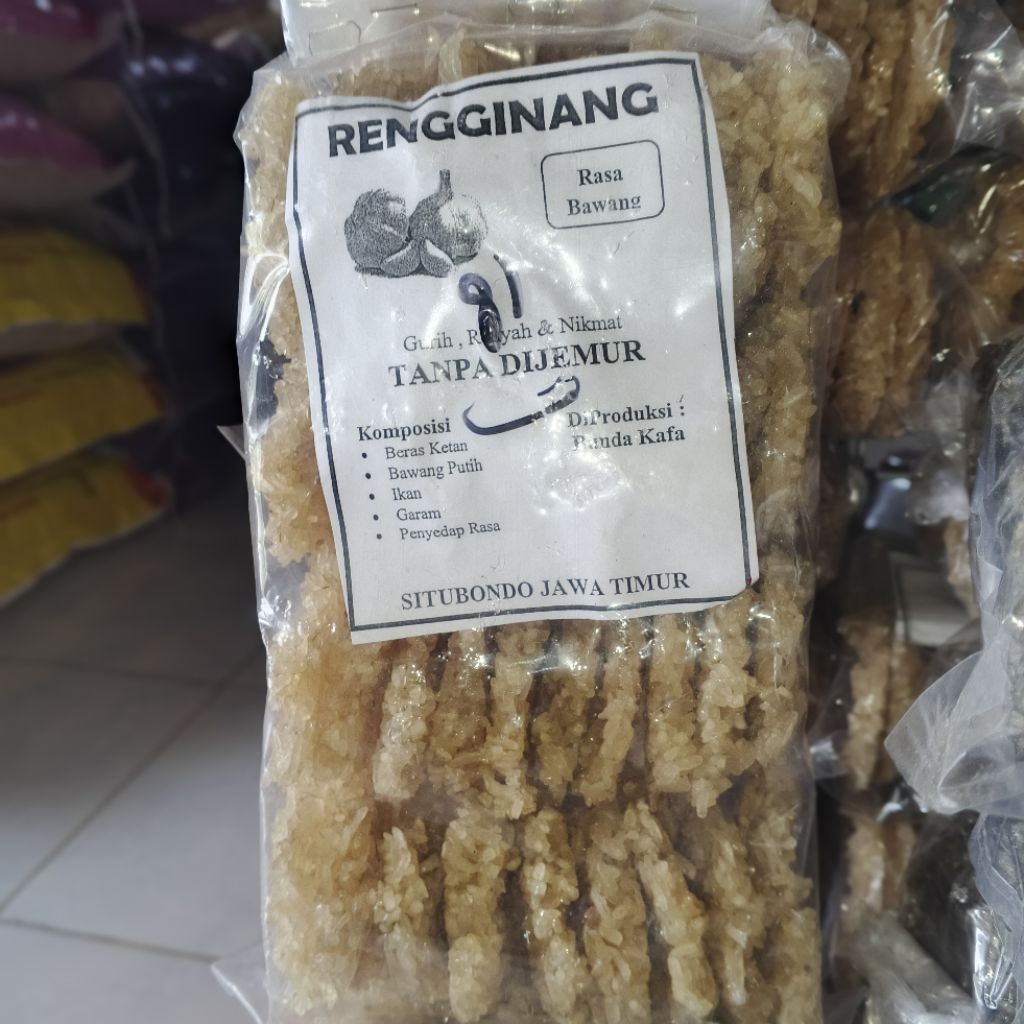 RENGGINANG
Rasa
Bawang
Gurih , Renyah & Nikmat
TANPA DIJEMUR
Komposisi
• Beras Ketan
• Bawang Putih
• Ikan
• Garam
• Penyedap Rasa
DiProduksi :
Bunda Kafa
SITUBONDO JAWA TIMUR